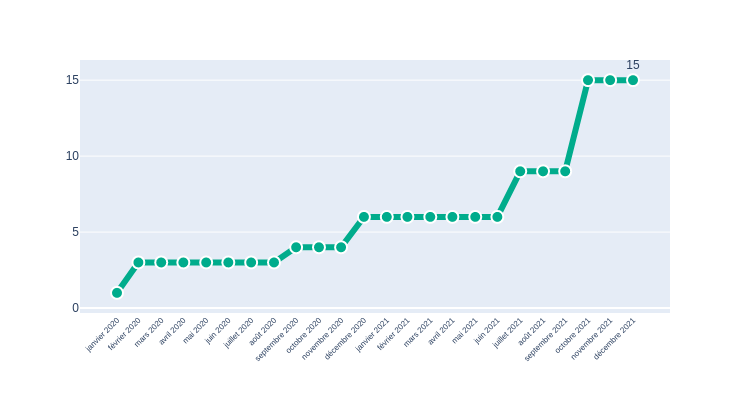 15
15
10
5
0
janvier 2020
février 2020
mars 2020
avril 2020
mai 2020
juin 2020
juillet 2020
août 2020
septembre 2020
octobre 2020
novembre 2020
décembre 2020
janvier 2021
février 2021
mars 2021
avril 2021
mai 2021
juin 2021
juillet 2021
août 2021
septembre 2021
octobre 2021
novembre 2021
décembre 2021